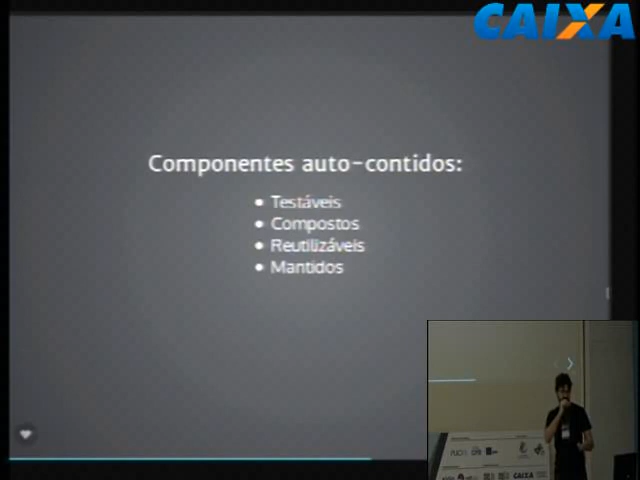 CAIXA
Componentes auto-contidos:
• Testáveis
• Compostos
• Reutilizáveis
• Mantidos
CAIXA